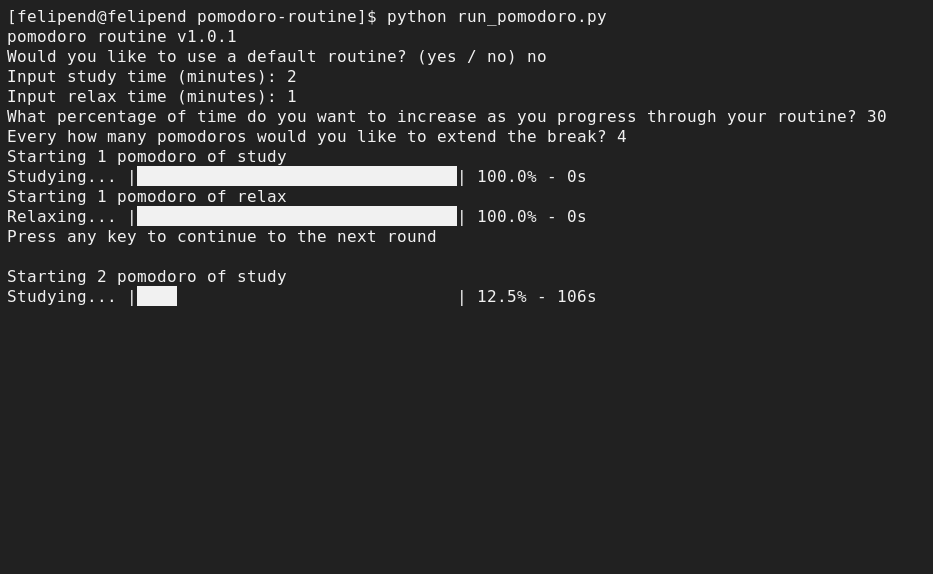 [felipend@felipend pomodoro-routine]$ python run_pomodoro.py
pomodoro routine v1.0.1
Would you like to use a default routine? (yes / no) no
Input study time (minutes): 2
Input relax time (minutes): 1
What percentage of time do you want to increase as you progress through your routine? 30
Every how many pomodoros would you like to extend the break? 4
Starting 1 pomodoro of study
Studying... |████████████████████████████████| 100.0% - 0s
Starting 1 pomodoro of relax
Relaxing... |████████████████████████████████| 100.0% - 0s
Press any key to continue to the next round

Starting 2 pomodoro of study
Studying... |████                            | 12.5% - 106s